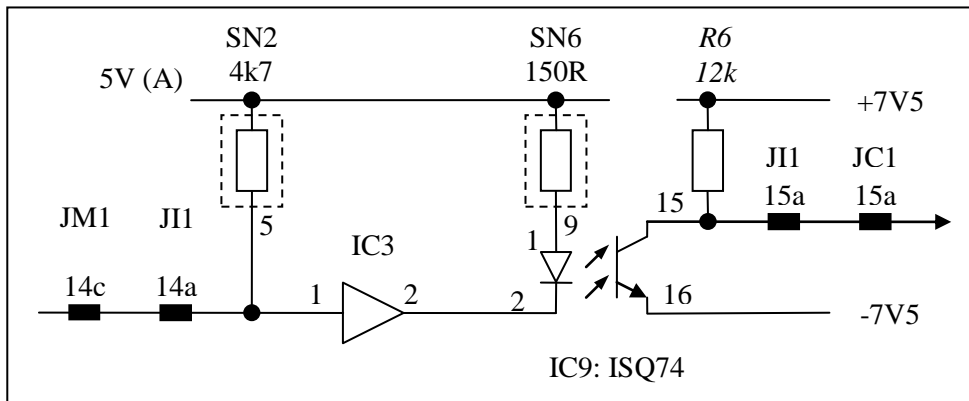 SN2
4k7
5V (A)
SN6
150R
R6
12k
+7V5
JI1
15a
JC1
15a
JM1
14c
JI1
14a
5
9
15
1
IC3
1
2
2
16
-7V5
IC9: ISQ74